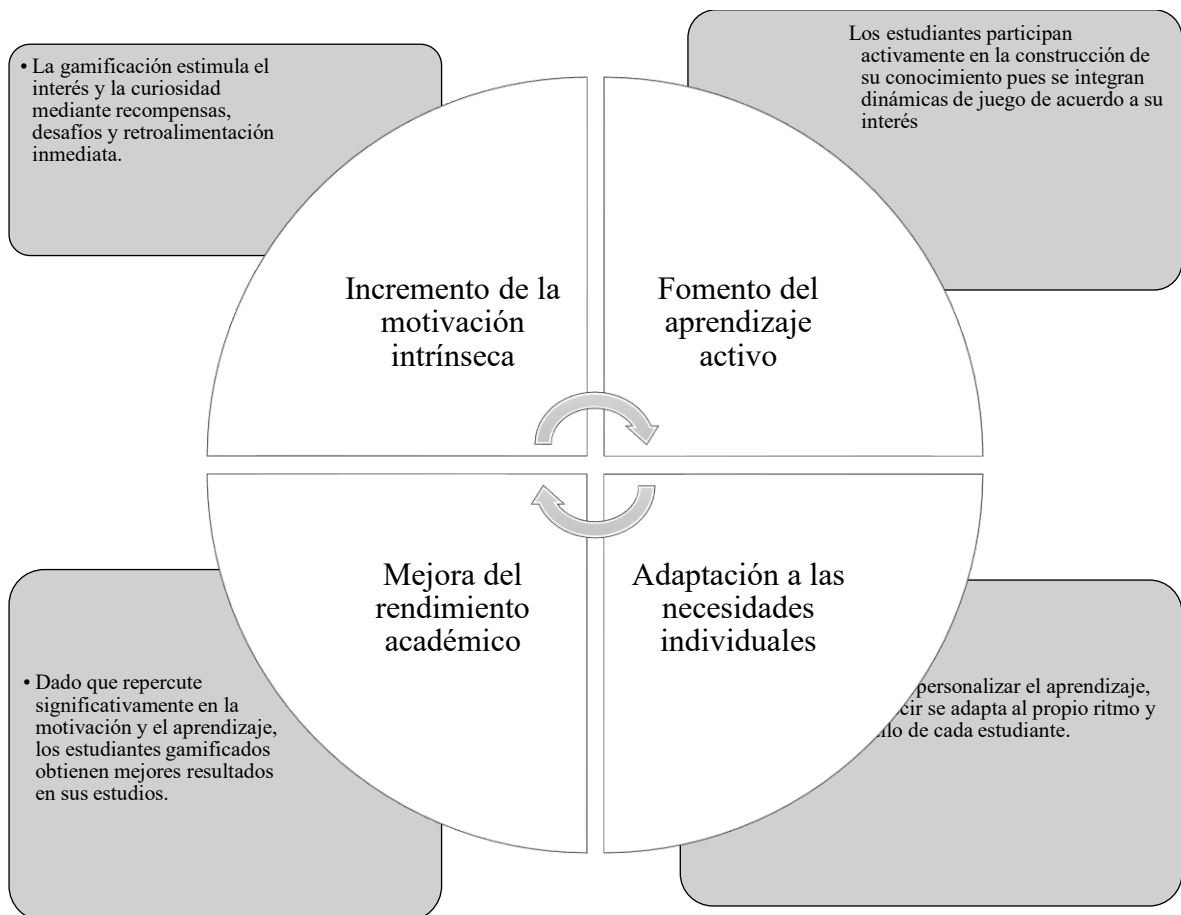 • La gamificación estimula el
interés y la curiosidad
mediante recompensas,
desafíos y retroalimentación
inmediata.
Los estudiantes participan
activamente en la construcción de
su conocimiento pues se integran
dinámicas de juego de acuerdo a su
interés
Incremento de la
motivación
intrínseca
Fomento del
aprendizaje
activo
Mejora del
rendimiento
académico
Adaptación a las
necesidades
individuales
• Dado que repercute
significativamente en la
motivación y el aprendizaje,
los estudiantes gamificados
obtienen mejores resultados
en sus estudios.
personalizar el aprendizaje,
se adapta al propio ritmo y
de cada estudiante.